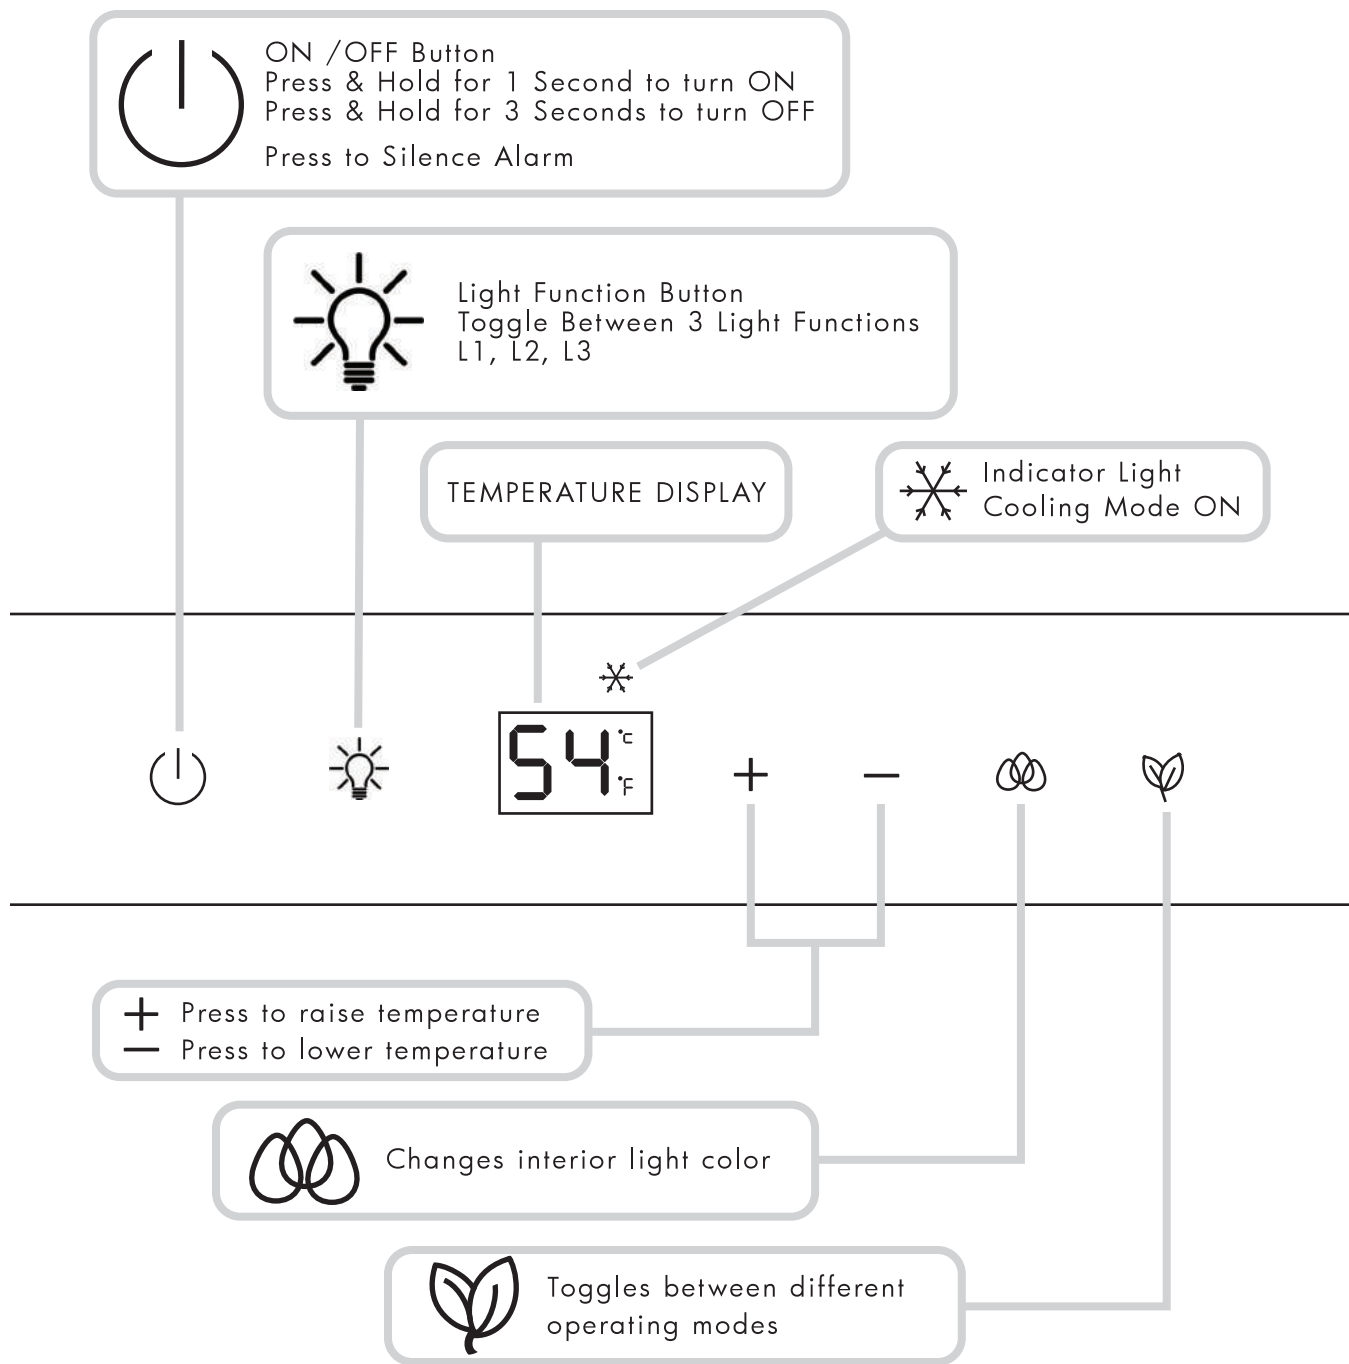 ON /OFF Button
Press & Hold for 1 Second to turn ON
Press & Hold for 3 Seconds to turn OFF
Press to Silence Alarm
Light Function Button
Toggle Between 3 Light Functions
L1, L2, L3
TEMPERATURE DISPLAY
Indicator Light
Cooling Mode ON
54 °C
°F
+ −
+ Press to raise temperature
− Press to lower temperature
Changes interior light color
Toggles between different
operating modes